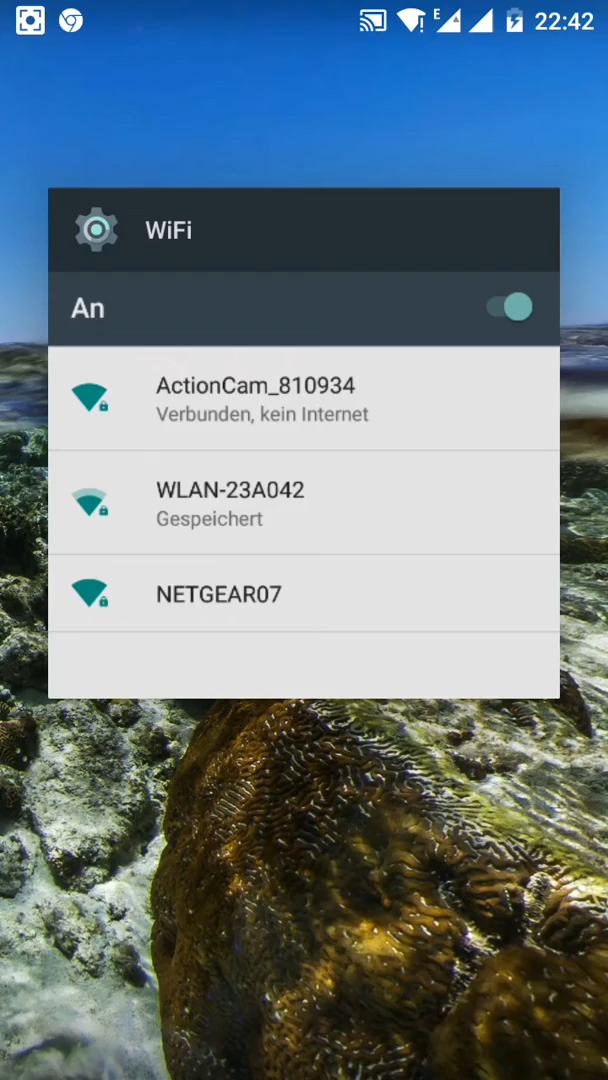 E 22:42
WiFi
An
ActionCam_810934
Verbunden, kein Internet
WLAN-23A042
Gespeichert
NETGEAR07